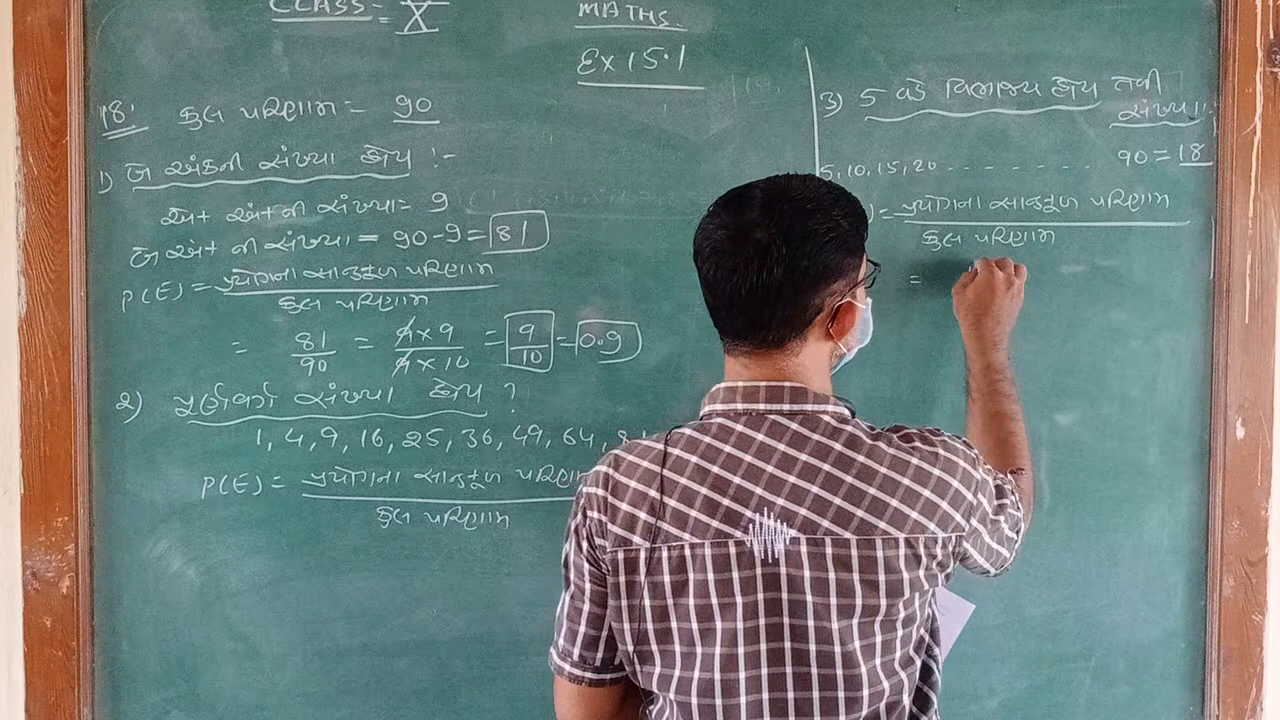 CLASS = X
MATHS.
Ex 15.1
18. કુલ પરિણામ = 90
1) બે અંકની સંખ્યા હોય :-
એક અંકની સંખ્યા = 9
બે અંકની સંખ્યા = 90-9 = 81
P(E) = પ્રયોગના સાનુકૂળ પરિણામ
કુલ પરિણામ
= 81/90 = 9×9/9×10 = 9/10 = 0.9
2) પૂર્ણવર્ગ સંખ્યા હોય ?
1, 4, 9, 16, 25, 36, 49, 64, 81
P(E) = પ્રયોગના સાનુકૂળ પરિણામ
કુલ પરિણામ
3) 5 વડે વિભાજ્ય હોય તેવી
સંખ્યા
5, 10, 15, 20 - - - - - - - 90 = 18
= પ્રયોગના સાનુકૂળ પરિણામ
કુલ પરિણામ
=